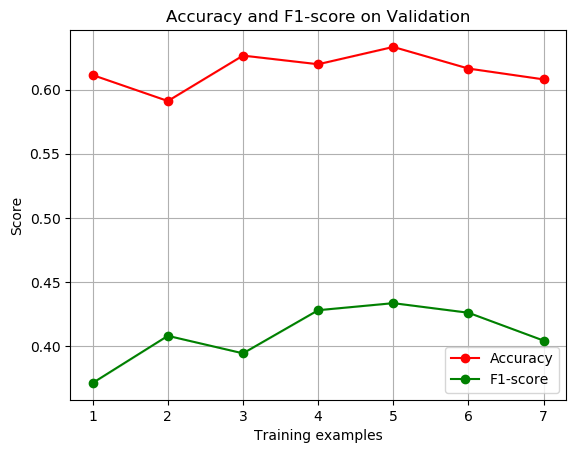 Accuracy and F1-score on Validation
Score
0.60
0.55
0.50
0.45
0.40
Accuracy
F1-score
1 2 3 4 5 6 7
Training examples